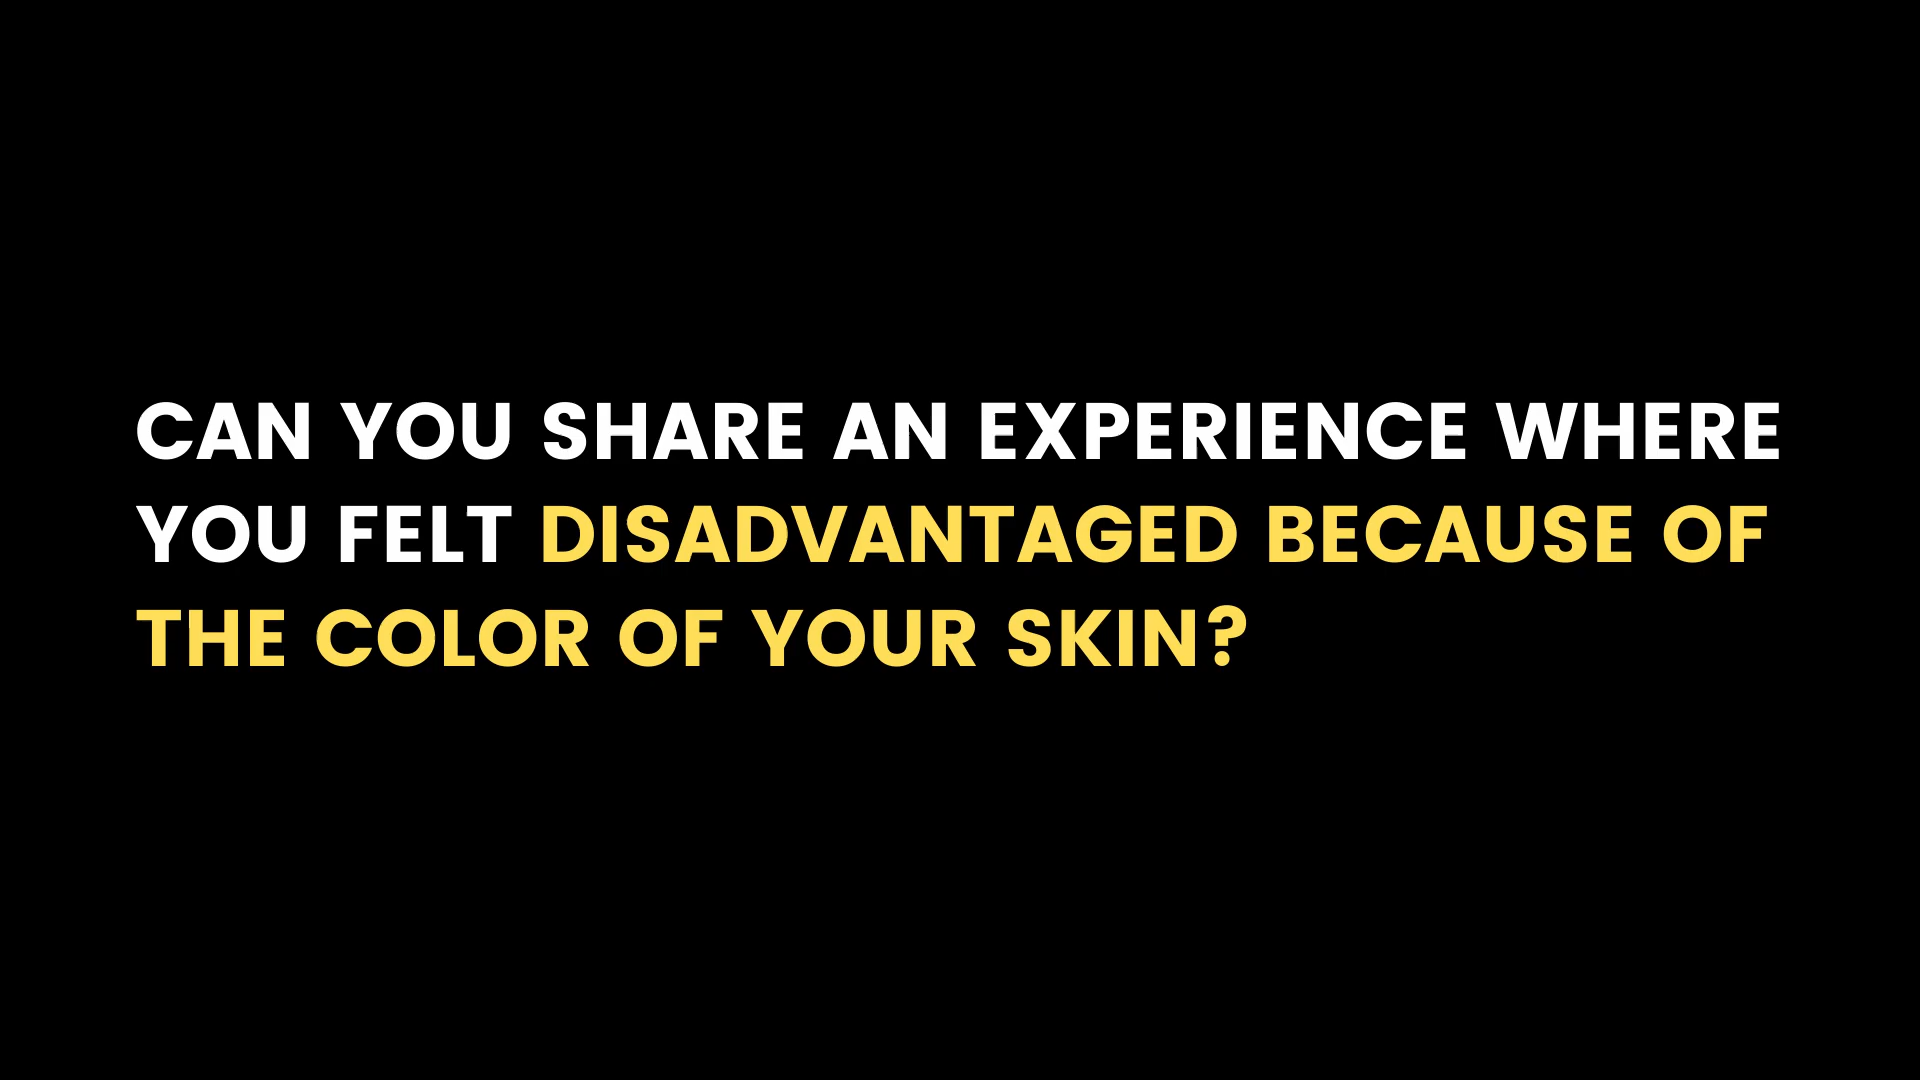 CAN YOU SHARE AN EXPERIENCE WHERE
YOU FELT DISADVANTAGED BECAUSE OF
THE COLOR OF YOUR SKIN?